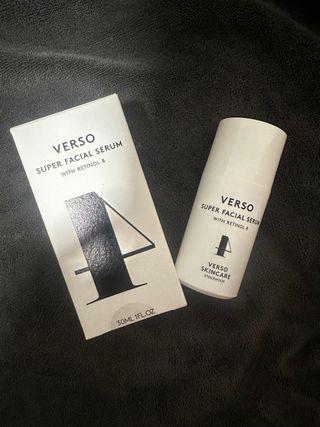 VERSO
SUPER FACIAL SERUM
WITH RETINOL 8
4
30ML 1FL.OZ.
VERSO
SUPER FACIAL SERUM
WITH RETINOL 8
4
VERSO
SKINCARE
STOCKHOLM